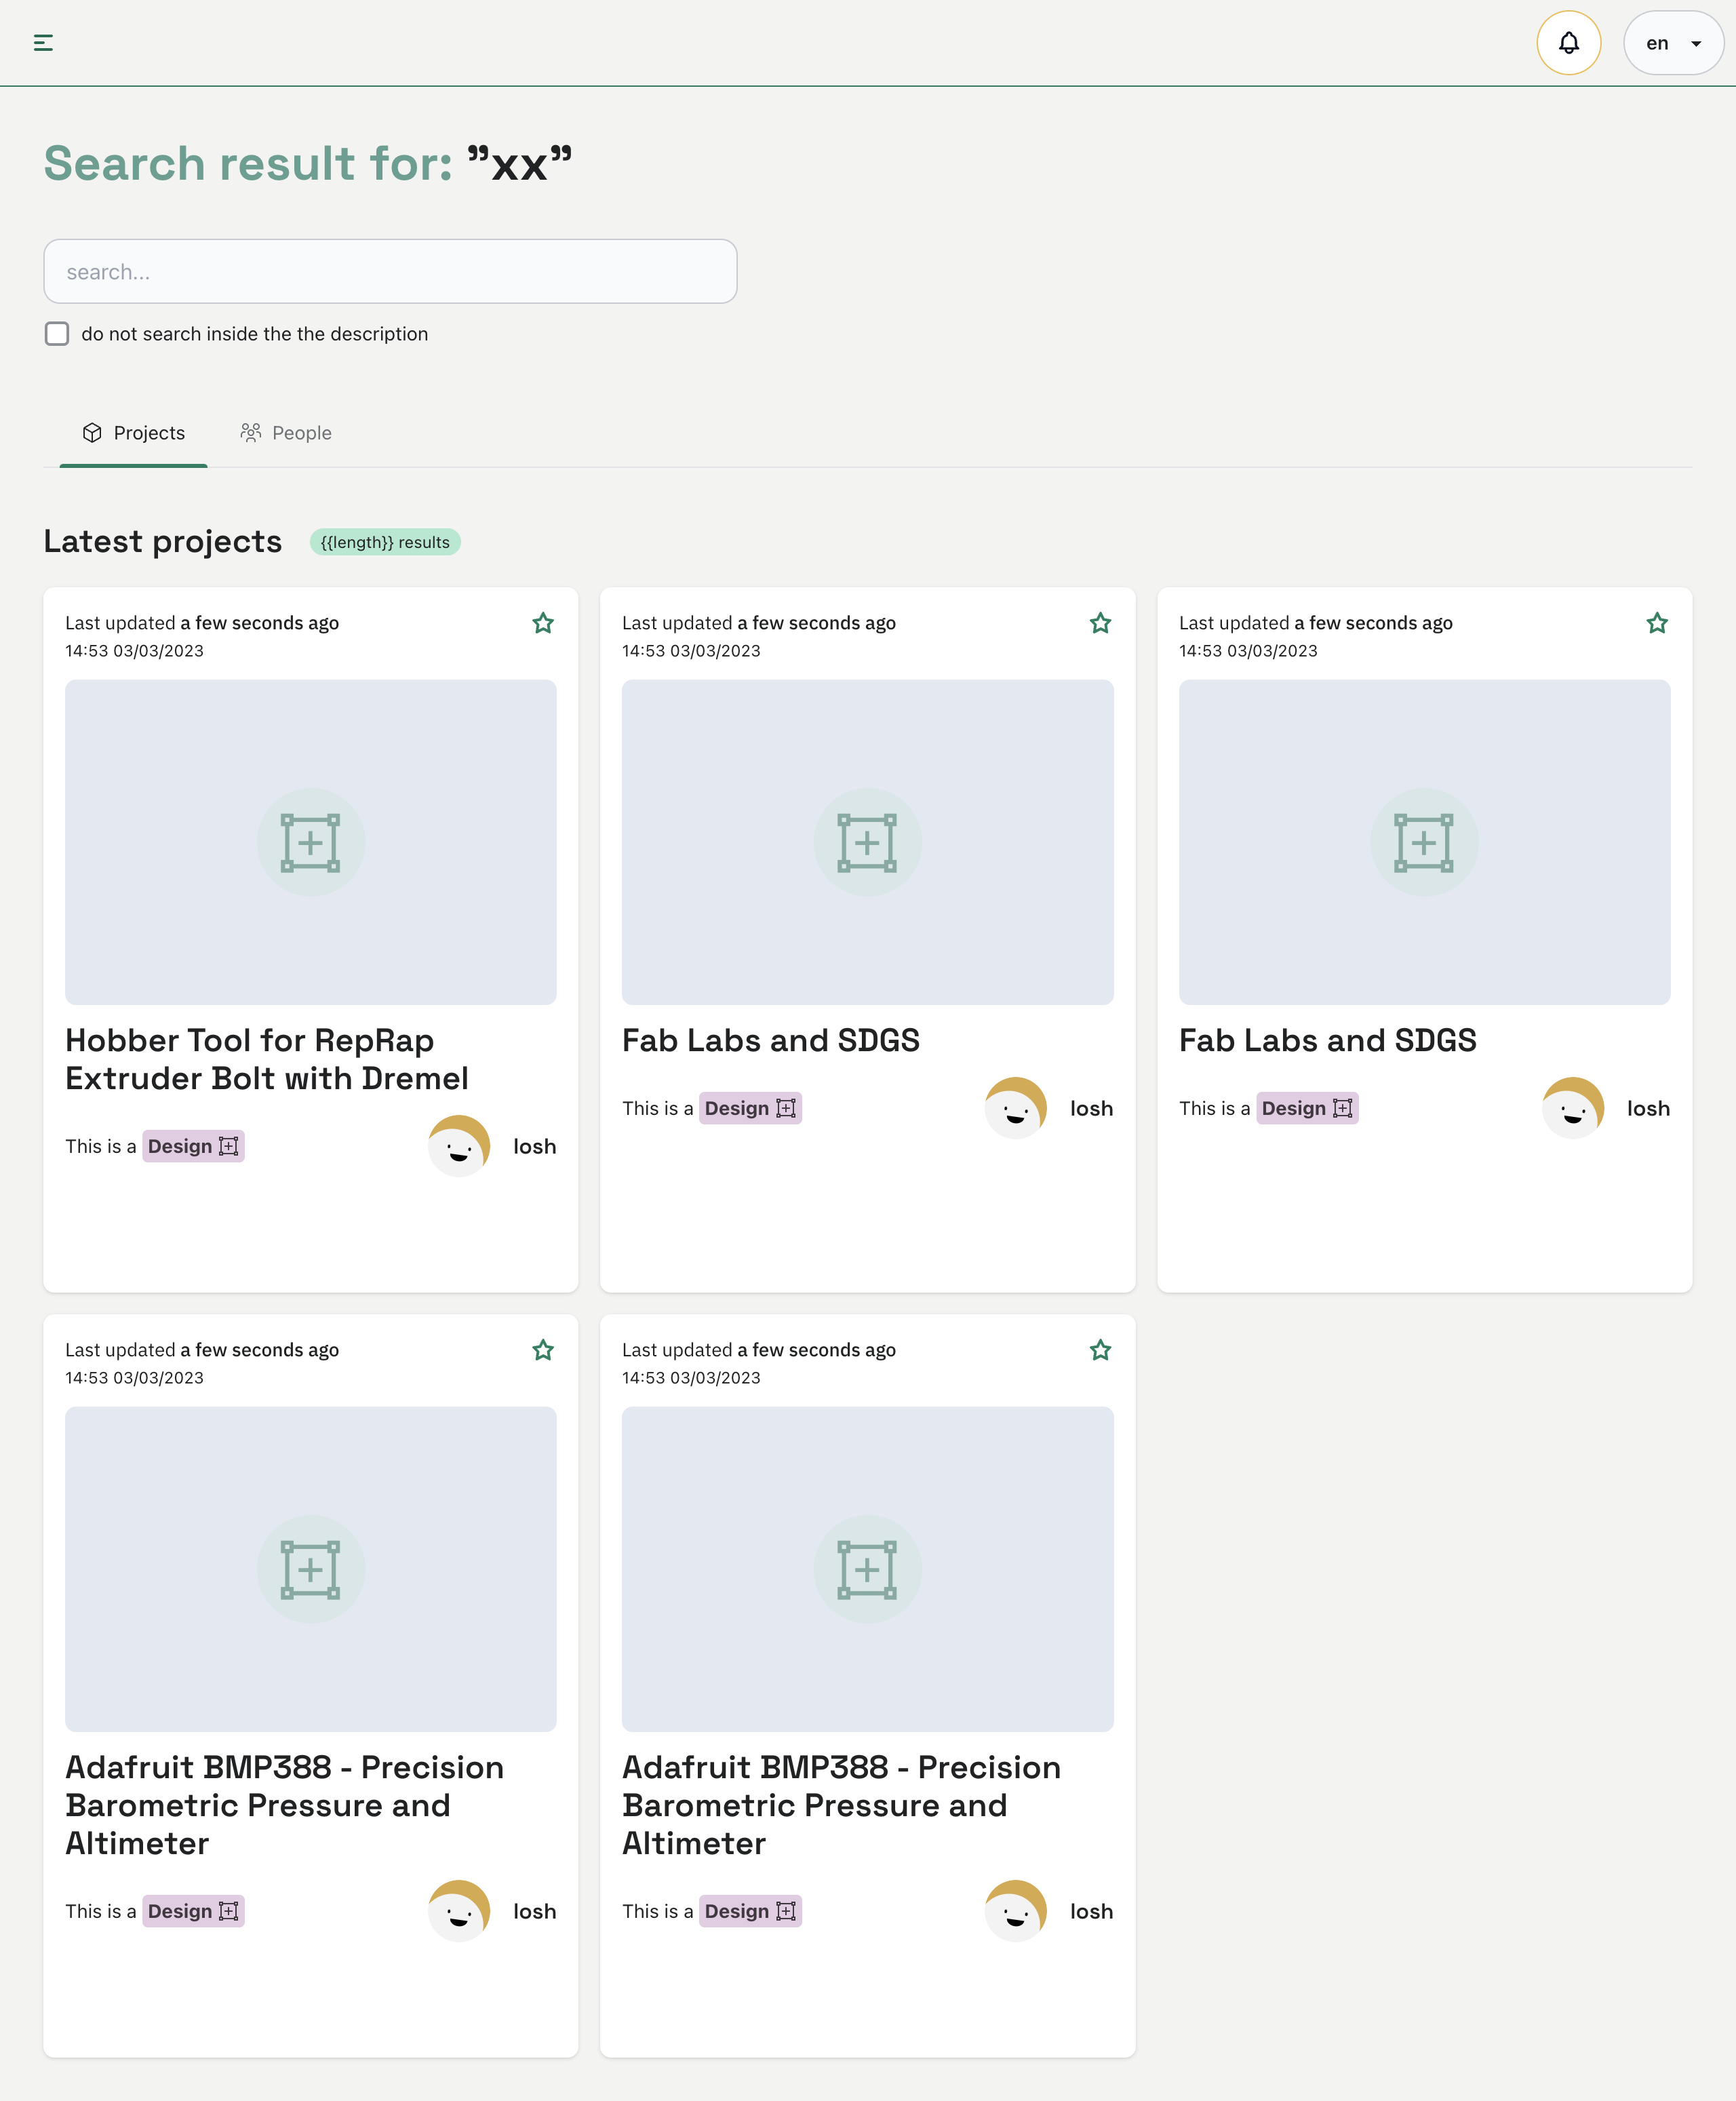 en
Search result for: ”xx”
search...
do not search inside the the description
Projects
People
Latest projects
{{length}} results
Last updated a few seconds ago
14:53 03/03/2023
Hobber Tool for RepRap
Extruder Bolt with Dremel
This is a Design
losh
Last updated a few seconds ago
14:53 03/03/2023
Fab Labs and SDGS
This is a Design
losh
Last updated a few seconds ago
14:53 03/03/2023
Fab Labs and SDGS
This is a Design
losh
Last updated a few seconds ago
14:53 03/03/2023
Adafruit BMP388 - Precision
Barometric Pressure and
Altimeter
This is a Design
losh
Last updated a few seconds ago
14:53 03/03/2023
Adafruit BMP388 - Precision
Barometric Pressure and
Altimeter
This is a Design
losh